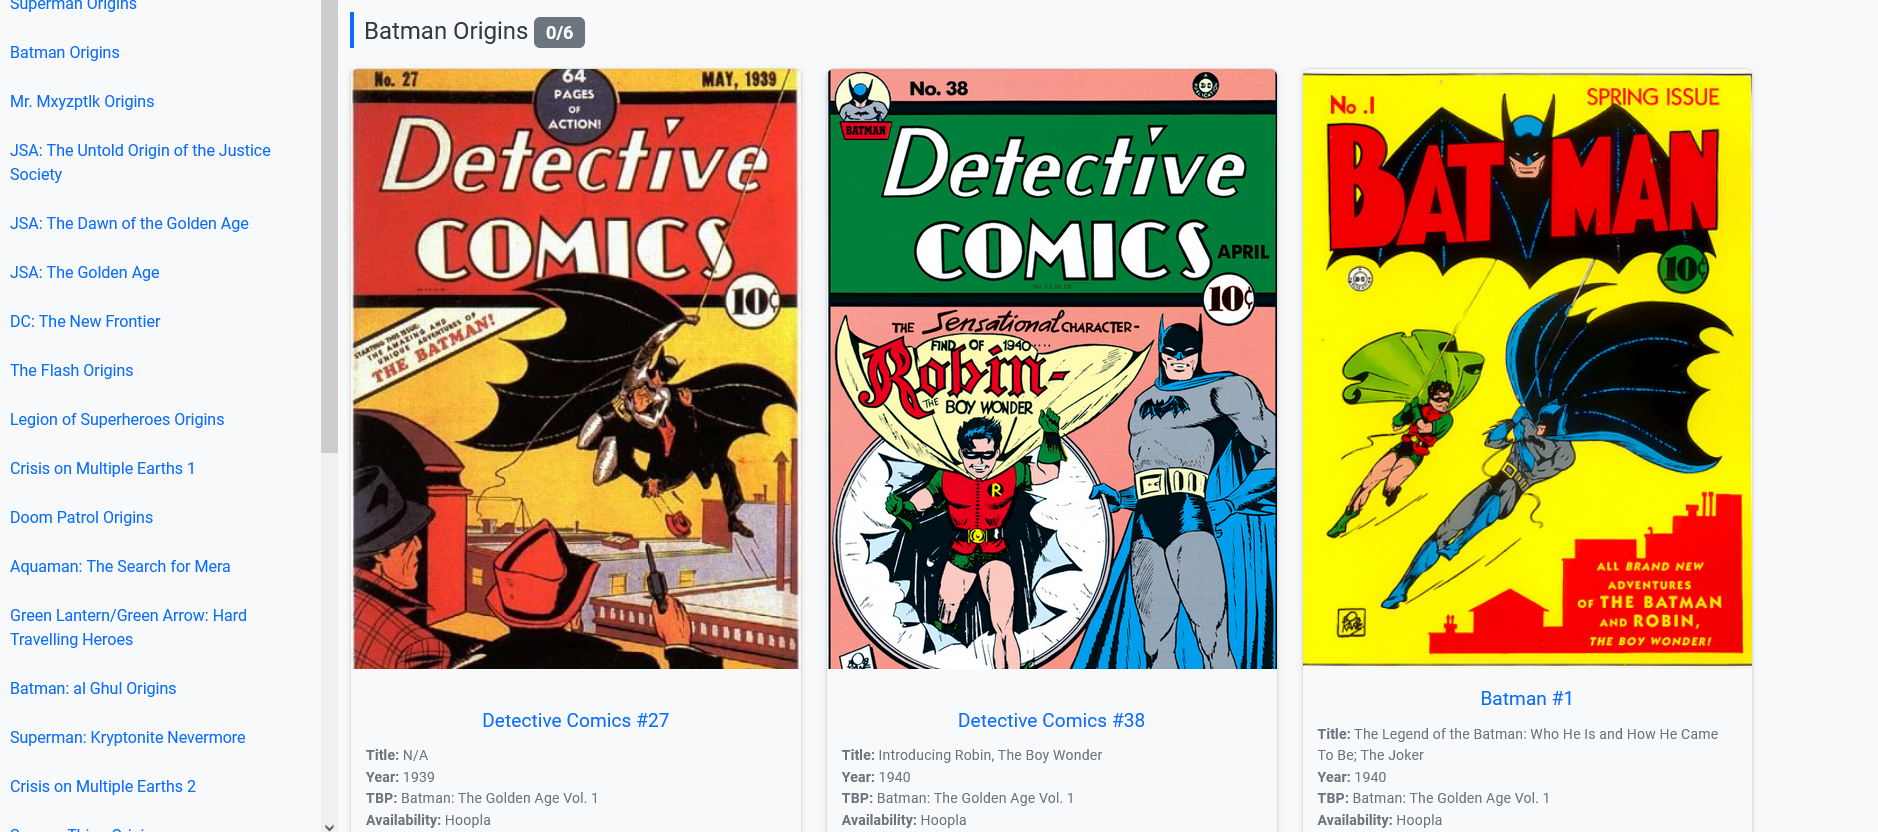 Superman Origins
Batman Origins
Mr. Mxyzptlk Origins
JSA: The Untold Origin of the Justice
Society
JSA: The Dawn of the Golden Age
JSA: The Golden Age
DC: The New Frontier
The Flash Origins
Legion of Superheroes Origins
Crisis on Multiple Earths 1
Doom Patrol Origins
Aquaman: The Search for Mera
Green Lantern/Green Arrow: Hard
Travelling Heroes
Batman: al Ghul Origins
Superman: Kryptonite Nevermore
Crisis on Multiple Earths 2
Batman Origins 0/6
No. 27
64
PAGES
OF
ACTION!
MAY, 1939
Detective
COMICS
10¢
STARTING THIS ISSUE:
THE AMAZING AND
UNIQUE ADVENTURES OF
THE BATMAN!
Detective Comics #27
Title: N/A
Year: 1939
TBP: Batman: The Golden Age Vol. 1
Availability: Hoopla
BATMAN
No. 38
DC
Detective
COMICS
APRIL
10¢
THE Sensational CHARACTER-
FIND OF 1940....
Robin-
THE BOY WONDER
R
Detective Comics #38
Title: Introducing Robin, The Boy Wonder
Year: 1940
TBP: Batman: The Golden Age Vol. 1
Availability: Hoopla
No.1
SPRING ISSUE
BATMAN
DC
10¢
ALL BRAND NEW
ADVENTURES
OF THE BATMAN
AND ROBIN,
THE BOY WONDER!
Batman #1
Title: The Legend of the Batman: Who He Is and How He Came
To Be; The Joker
Year: 1940
TBP: Batman: The Golden Age Vol. 1
Availability: Hoopla